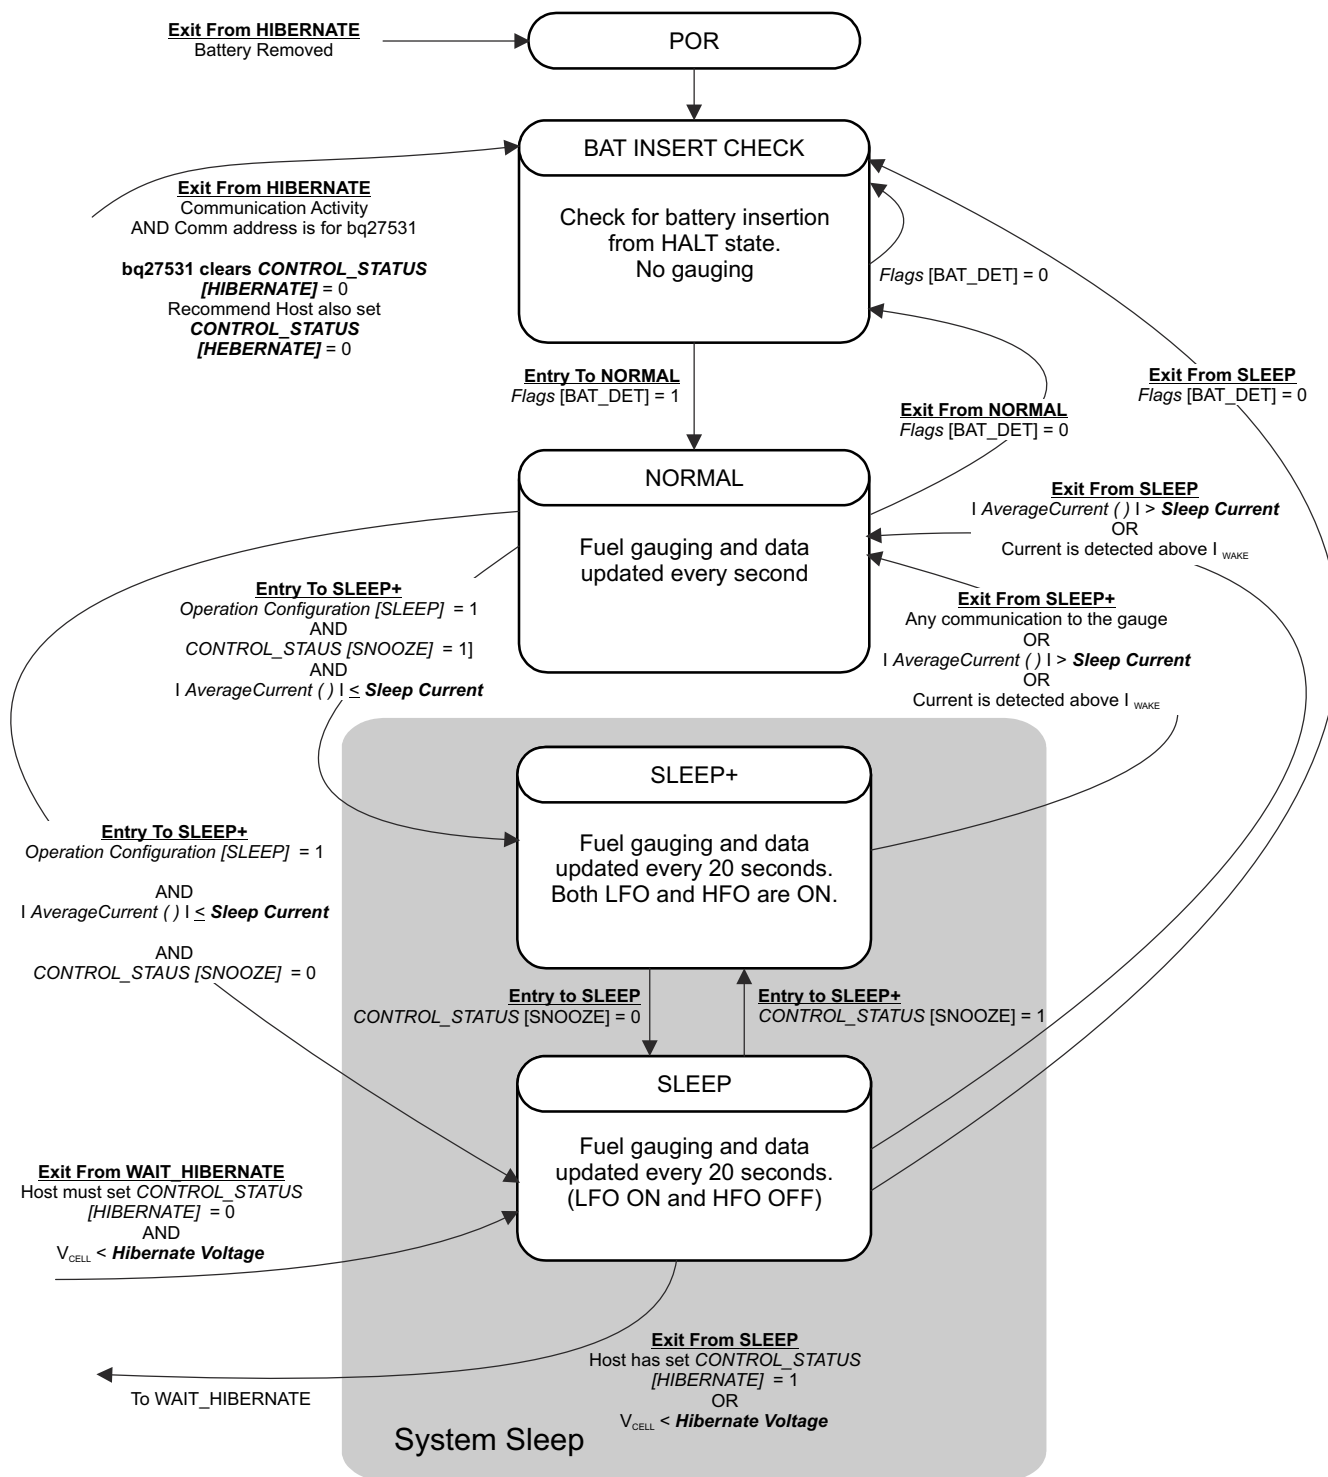 Exit From HIBERNATE
Battery Removed
POR
BAT INSERT CHECK
Check for battery insertion
from HALT state.
No gauging
Exit From HIBERNATE
Communication Activity
AND Comm address is for bq27531
bq27531 clears CONTROL_STATUS
[HIBERNATE] = 0
Recommend Host also set
CONTROL_STATUS
[HEBERNATE] = 0
Flags [BAT_DET] = 0
Entry To NORMAL
Flags [BAT_DET] = 1
Exit From NORMAL
Flags [BAT_DET] = 0
Exit From SLEEP
Flags [BAT_DET] = 0
NORMAL
Fuel gauging and data
updated every second
Exit From SLEEP
I AverageCurrent ( ) I > Sleep Current
OR
Current is detected above I WAKE
Entry To SLEEP+
Operation Configuration [SLEEP] = 1
AND
CONTROL_STAUS [SNOOZE] = 1]
AND
I AverageCurrent ( ) I ≤ Sleep Current
Exit From SLEEP+
Any communication to the gauge
OR
I AverageCurrent ( ) I > Sleep Current
OR
Current is detected above I WAKE
SLEEP+
Fuel gauging and data
updated every 20 seconds.
Both LFO and HFO are ON.
Entry To SLEEP+
Operation Configuration [SLEEP] = 1
AND
I AverageCurrent ( ) I ≤ Sleep Current
AND
CONTROL_STAUS [SNOOZE] = 0
Entry to SLEEP
CONTROL_STATUS [SNOOZE] = 0
Entry to SLEEP+
CONTROL_STATUS [SNOOZE] = 1
SLEEP
Fuel gauging and data
updated every 20 seconds.
(LFO ON and HFO OFF)
Exit From WAIT_HIBERNATE
Host must set CONTROL_STATUS
[HIBERNATE] = 0
AND
VCELL < Hibernate Voltage
Exit From SLEEP
Host has set CONTROL_STATUS
[HIBERNATE] = 1
OR
VCELL < Hibernate Voltage
To WAIT_HIBERNATE
System Sleep